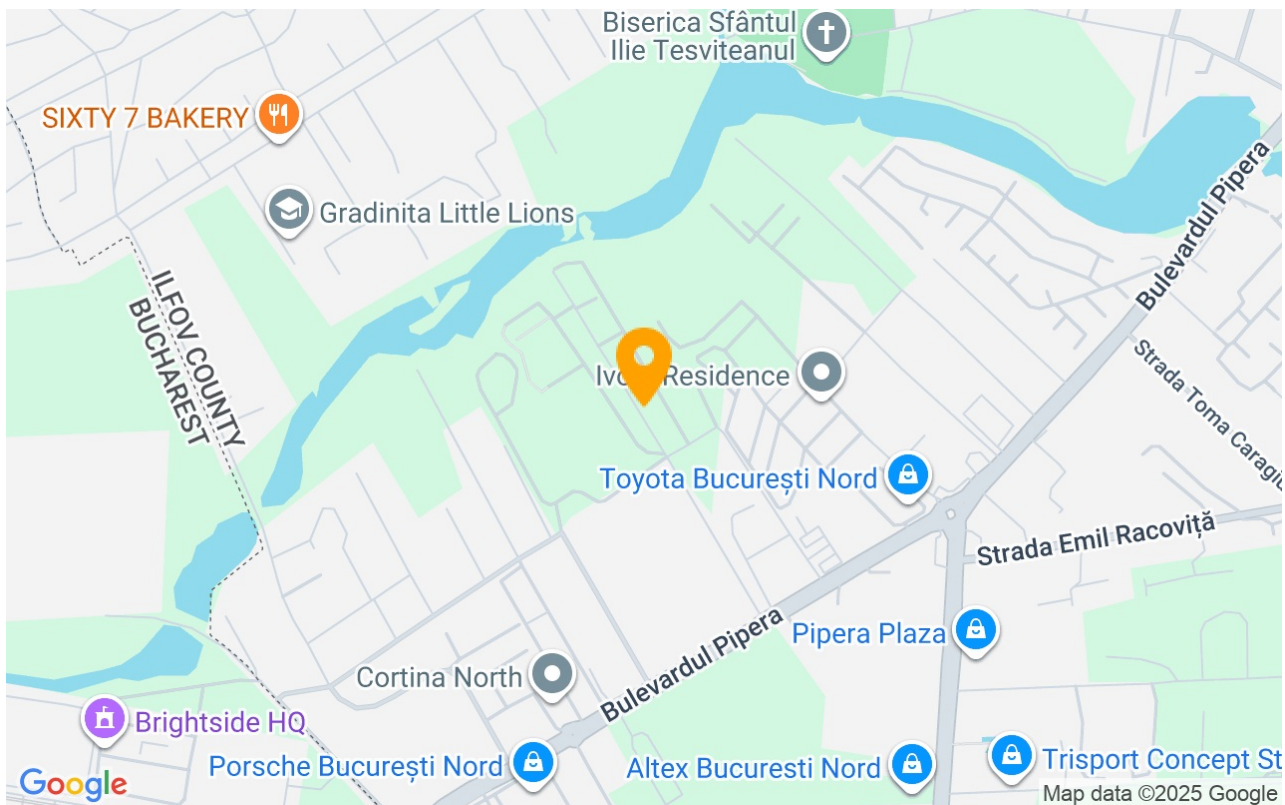 Biserica Sfântul
Ilie Tesviteanul
SIXTY 7 BAKERY
Gradinita Little Lions
Bulevardul Pipera
ILFOV COUNTY
BUCHAREST
Residence
Strada Toma
Toyota București Nord
Strada Emil Racoviță
Pipera Plaza
Bulevardul Pipera
Cortina North
Brightside HQ
Porsche București Nord
Altex Bucuresti Nord
Trisport Concept St
Google
Map data ©2025 Google